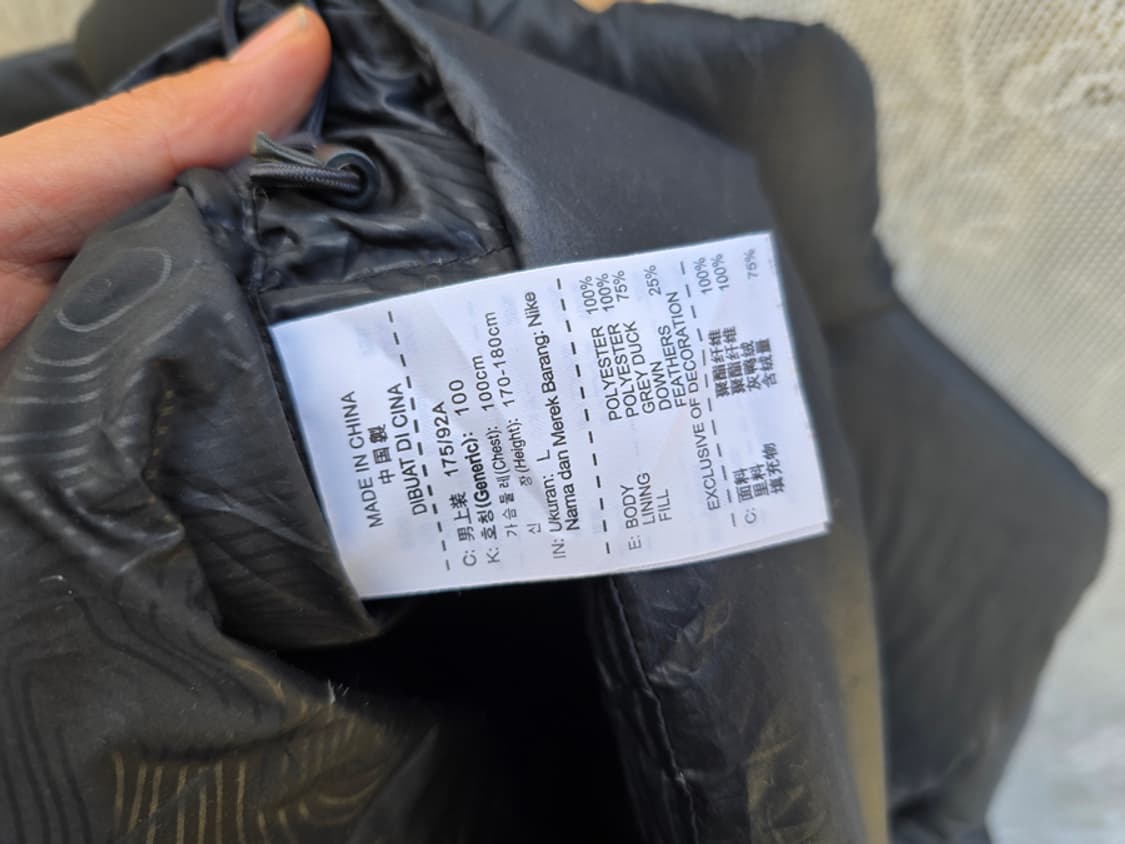 MADE IN CHINA
中国製
DIBUAT DI CINA
C: 男上装 175/92A
K: 호칭(Generic): 100
가슴둘레(Chest): 100cm
신 장(Height): 170-180cm
IN: Ukuran: L
Nama dan Merek Barang: Nike
E: BODY POLYESTER 100%
LINING POLYESTER 100%
FILL GREY DUCK 75%
DOWN
FEATHERS 25%
EXCLUSIVE OF DECORATION
C: 面料 聚酯纤维 100%
里料 聚酯纤维 100%
填充物 灰鸭绒
含绒量 75%